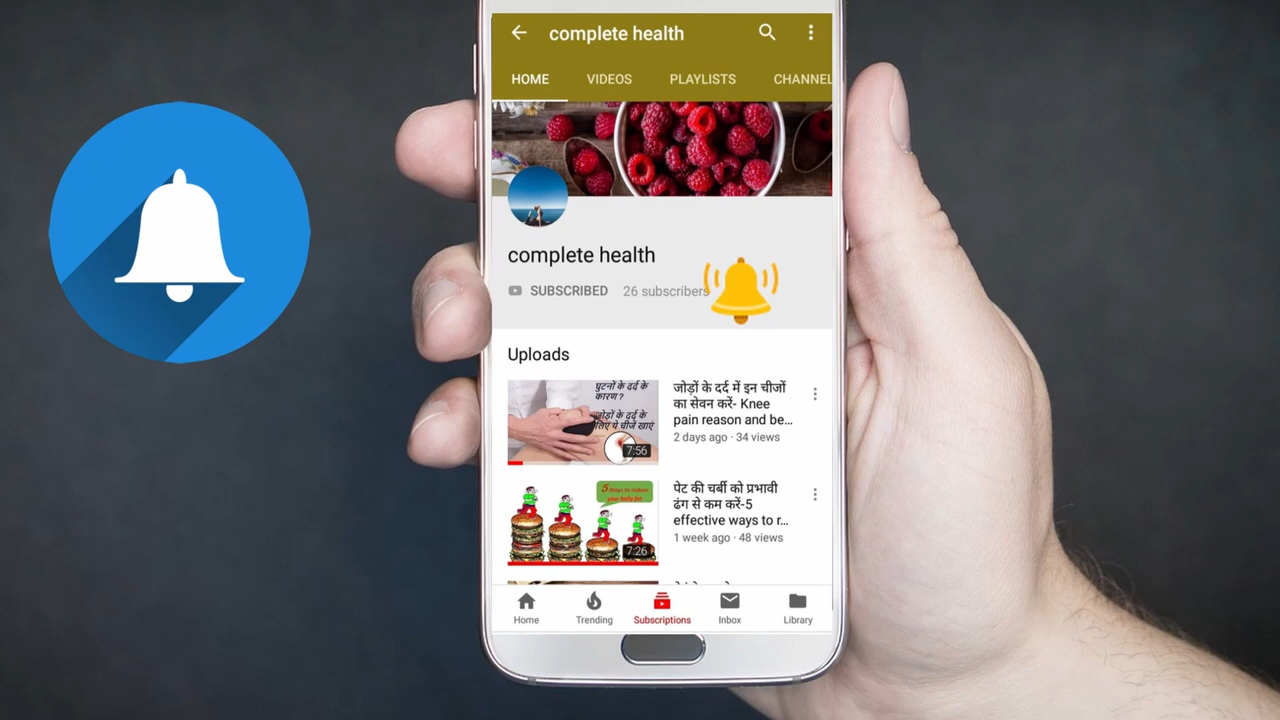 complete health
HOME VIDEOS PLAYLISTS CHANNEL
complete health
SUBSCRIBED 26 subscribers
Uploads
घुटनों के दर्द के
कारण ?
जोड़ों के दर्द के
लिए ये चीजें खाएं
7:56
जोड़ों के दर्द में इन चीजों
का सेवन करें- Knee
pain reason and be...
2 days ago · 34 views
5 Ways to reduce
your belly fat
7:26
पेट की चर्बी को प्रभावी
ढंग से कम करें-5
effective ways to r...
1 week ago · 48 views
Home Trending Subscriptions Inbox Library